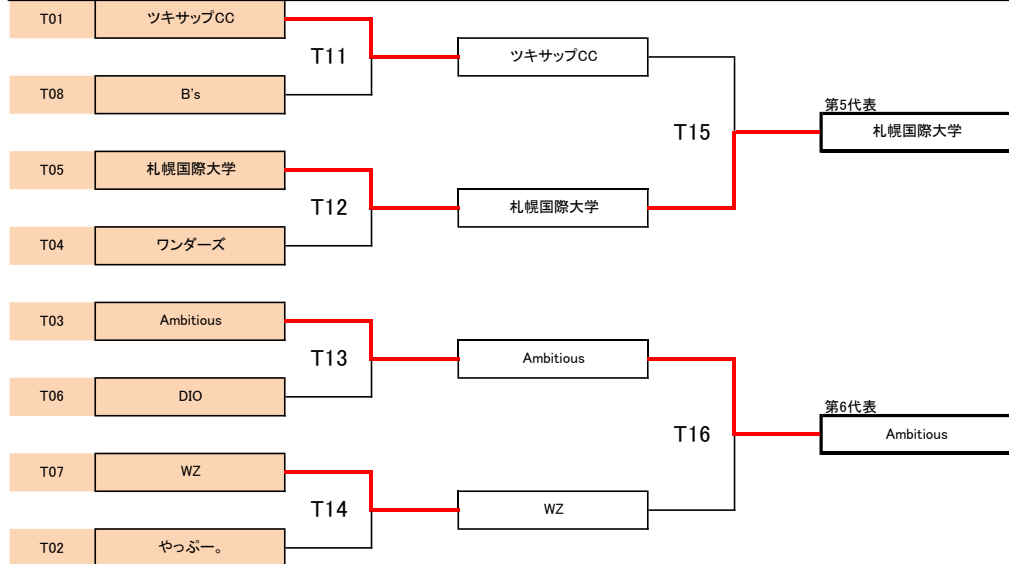 T01 ツキサップCC
T11 ツキサップCC
T08 B's
第5代表
T15 札幌国際大学
T05 札幌国際大学
T12 札幌国際大学
T04 ワンダーズ
T03 Ambitious
T13 Ambitious
T06 DIO
第6代表
T16 Ambitious
T07 WZ
T14 WZ
T02 やっぷー。